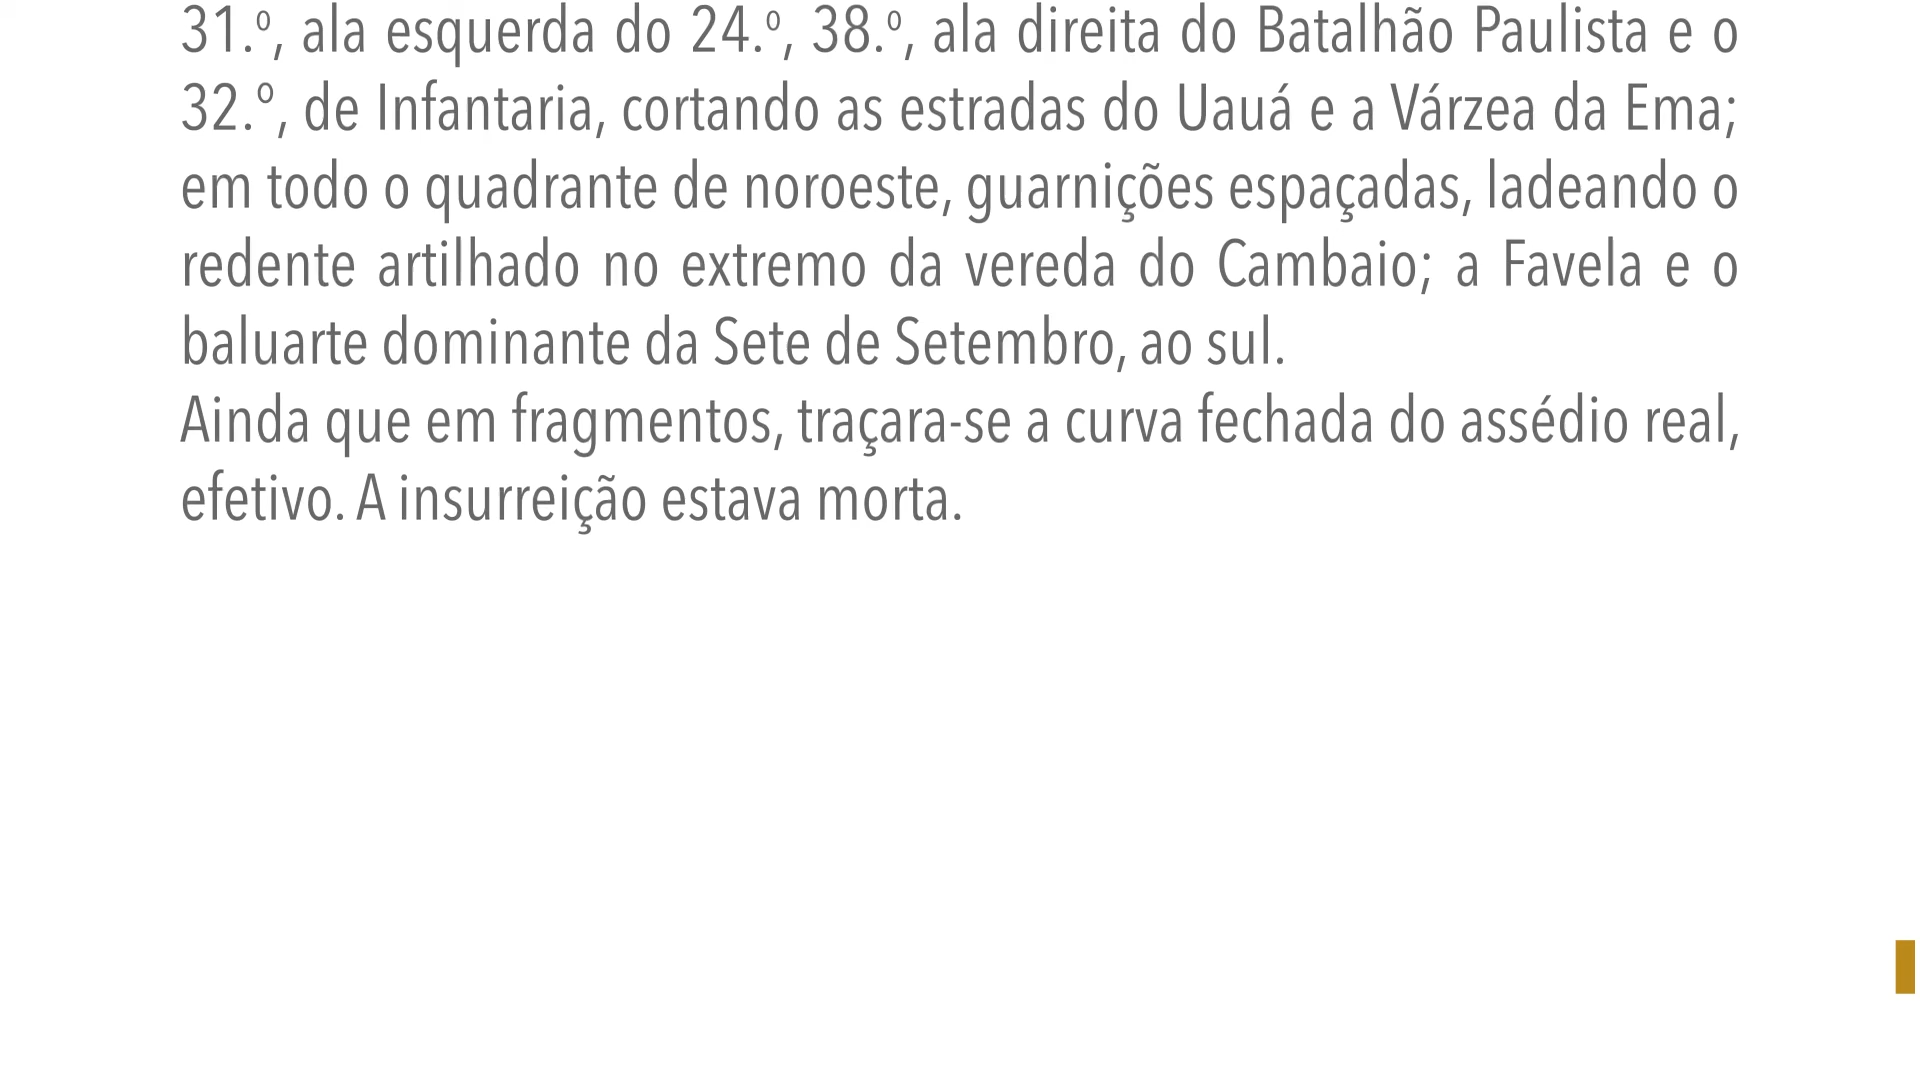 31.º, ala esquerda do 24.º, 38.º, ala direita do Batalhão Paulista e o
32.º, de Infantaria, cortando as estradas do Uauá e a Várzea da Ema;
em todo o quadrante de noroeste, guarnições espaçadas, ladeando o
redente artilhado no extremo da vereda do Cambaio; a Favela e o
baluarte dominante da Sete de Setembro, ao sul.
Ainda que em fragmentos, traçara-se a curva fechada do assédio real,
efetivo. A insurreição estava morta.